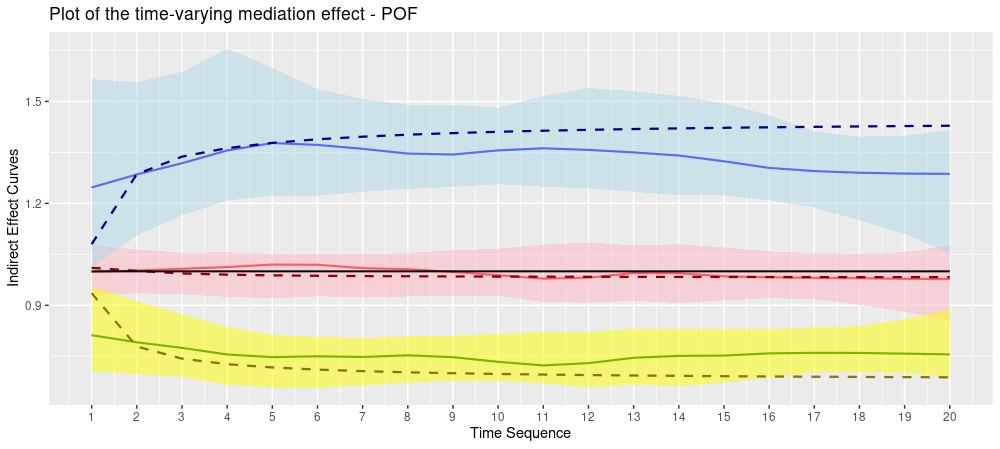 Plot of the time-varying mediation effect - POF
Indirect Effect Curves
1.5
1.2
0.9
1 2 3 4 5 6 7 8 9 10 11 12 13 14 15 16 17 18 19 20
Time Sequence